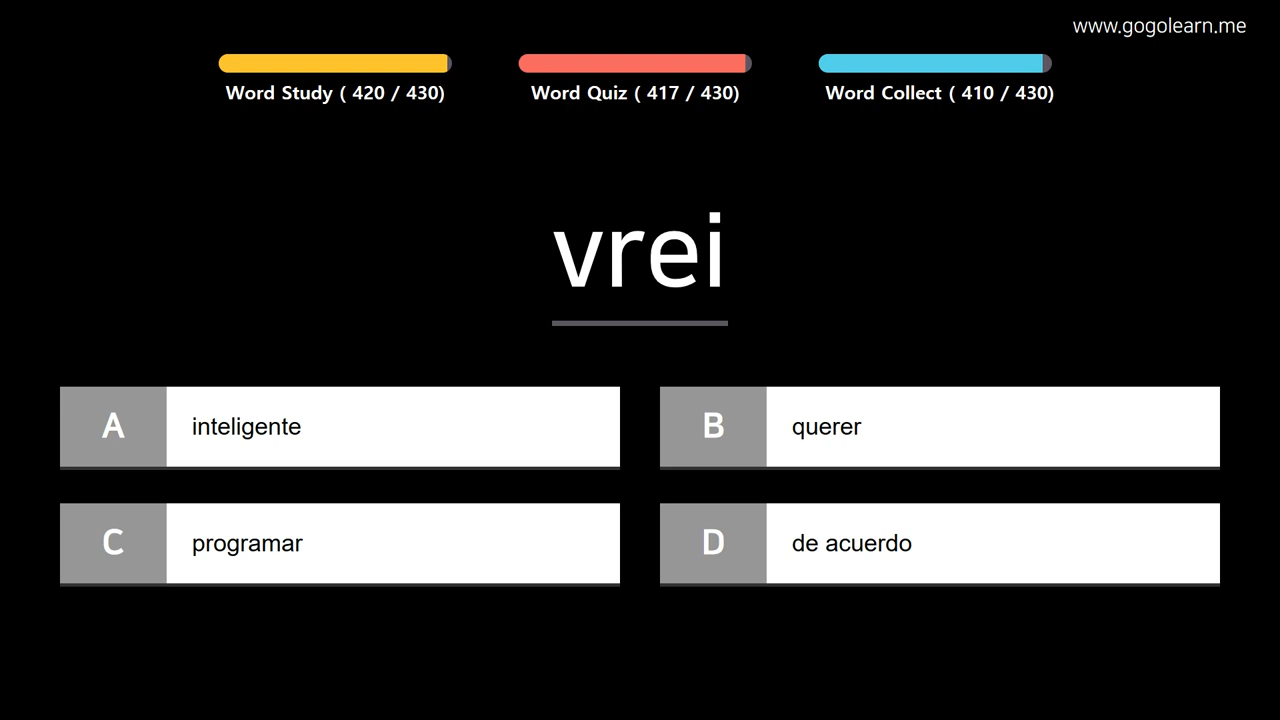 www.gogolearn.me
Word Study ( 420 / 430)
Word Quiz ( 417 / 430)
Word Collect ( 410 / 430)
vrei
A inteligente
B querer
C programar
D de acuerdo